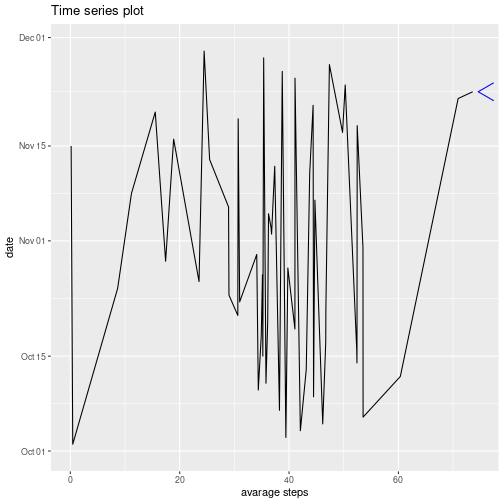 Time series plot
Dec 01
Nov 15
Nov 01
Oct 15
Oct 01
date
0 20 40 60
avarage steps